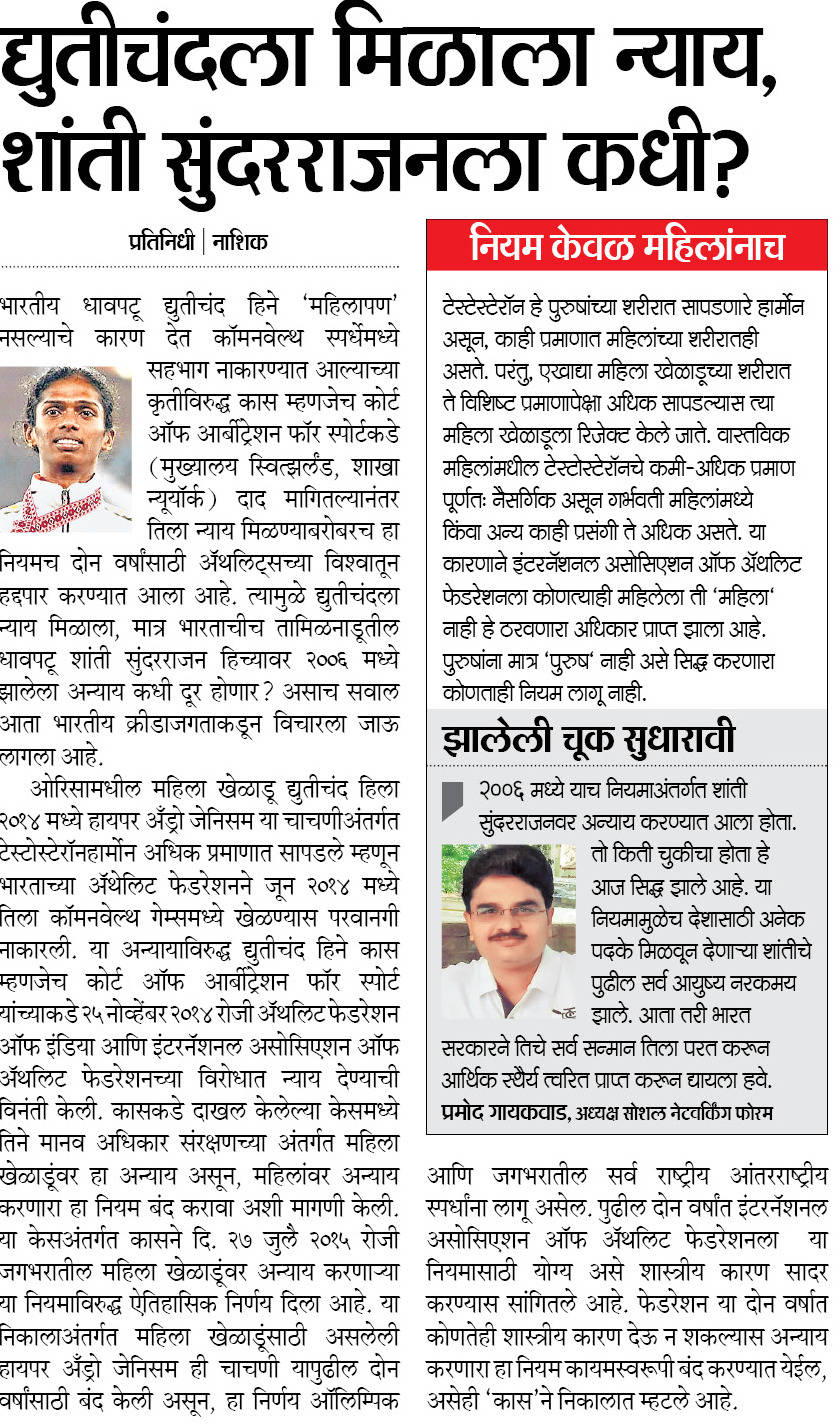 द्युतीचंदला मिळाला न्याय,
शांती सुंदरराजनला कधी?
प्रतिनिधी | नाशिक
भारतीय धावपटू द्युतीचंद हिने ‘महिलापण’
नसल्याचे कारण देत कॉमनवेल्थ स्पर्धेमध्ये
सहभाग नाकारण्यात आल्याच्या
कृतीविरुद्ध कास म्हणजेच कोर्ट
ऑफ आर्बीट्रेशन फॉर स्पोर्टकडे
(मुख्यालय स्वित्झर्लंड, शाखा
न्यूयॉर्क) दाद मागितल्यानंतर
तिला न्याय मिळण्याबरोबरच हा
नियमच दोन वर्षांसाठी अ‍ॅथलिट्सच्या विश्वातून
हद्दपार करण्यात आला आहे. त्यामुळे द्युतीचंदला
न्याय मिळाला, मात्र भारताचीच तामिळनाडूतील
धावपटू शांती सुंदरराजन हिच्यावर २००६ मध्ये
झालेला अन्याय कधी दूर होणार? असाच सवाल
आता भारतीय क्रीडाजगताकडून विचारला जाऊ
लागला आहे.
ओरिसामधील महिला खेळाडू द्युतीचंद हिला
२०१४ मध्ये हायपर अँड्रो जेनिसम या चाचणीअंतर्गत
टेस्टोस्टेरॉनहार्मोन अधिक प्रमाणात सापडले म्हणून
भारताच्या अ‍ॅथेलिट फेडरेशनने जून २०१४ मध्ये
तिला कॉमनवेल्थ गेम्समध्ये खेळण्यास परवानगी
नाकारली. या अन्यायाविरुद्ध द्युतीचंद हिने कास
म्हणजेच कोर्ट ऑफ आर्बीट्रेशन फॉर स्पोर्ट
यांच्याकडे २५ नोव्हेंबर २०१४ रोजी अ‍ॅथलिट फेडरेशन
ऑफ इंडिया आणि इंटरनॅशनल असोसिएशन ऑफ
अ‍ॅथलिट फेडरेशनच्या विरोधात न्याय देण्याची
विनंती केली. कासकडे दाखल केलेल्या केसमध्ये
तिने मानव अधिकार संरक्षणच्या अंतर्गत महिला
खेळाडूंवर हा अन्याय असून, महिलांवर अन्याय
करणारा हा नियम बंद करावा अशी मागणी केली.
या केसअंतर्गत कासने दि. २७ जुलै २०१५ रोजी
जगभरातील महिला खेळाडूंवर अन्याय करणाऱ्या
या नियमाविरुद्ध ऐतिहासिक निर्णय दिला आहे. या
निकालाअंतर्गत महिला खेळाडूंसाठी असलेली
हायपर अँड्रो जेनिसम ही चाचणी यापुढील दोन
वर्षांसाठी बंद केली असून, हा निर्णय ऑलिम्पिक
आणि जगभरातील सर्व राष्ट्रीय आंतरराष्ट्रीय
स्पर्धांना लागू असेल. पुढील दोन वर्षांत इंटरनॅशनल
असोसिएशन ऑफ अ‍ॅथलिट फेडरेशनला या
नियमासाठी योग्य असे शास्त्रीय कारण सादर
करण्यास सांगितले आहे. फेडरेशन या दोन वर्षात
कोणतेही शास्त्रीय कारण देऊ न शकल्यास अन्याय
करणारा हा नियम कायमस्वरूपी बंद करण्यात येईल,
असेही ‘कास’ने निकालात म्हटले आहे.
नियम केवळ महिलांनाच
टेस्टेस्टेरॉन हे पुरुषांच्या शरीरात सापडणारे हार्मोन
असून, काही प्रमाणात महिलांच्या शरीरातही
असते. परंतु, एखाद्या महिला खेळाडूच्या शरीरात
ते विशिष्ट प्रमाणापेक्षा अधिक सापडल्यास त्या
महिला खेळाडूला रिजेक्ट केले जाते. वास्तविक
महिलांमधील टेस्टोस्टेरॉनचे कमी-अधिक प्रमाण
पूर्णतः नैसर्गिक असून गर्भवती महिलांमध्ये
किंवा अन्य काही प्रसंगी ते अधिक असते. या
कारणाने इंटरनॅशनल असोसिएशन ऑफ अ‍ॅथलिट
फेडरेशनला कोणत्याही महिलेला ती ‘महिला‘
नाही हे ठरवणारा अधिकार प्राप्त झाला आहे.
पुरुषांना मात्र ‘पुरुष‘ नाही असे सिद्ध करणारा
कोणताही नियम लागू नाही.
झालेली चूक सुधारावी
२००६ मध्ये याच नियमाअंतर्गत शांती
सुंदरराजनवर अन्याय करण्यात आला होता.
तो किती चुकीचा होता हे
आज सिद्ध झाले आहे. या
नियमामुळेच देशासाठी अनेक
पदके मिळवून देणाऱ्या शांतीचे
पुढील सर्व आयुष्य नरकमय
झाले. आता तरी भारत
सरकारने तिचे सर्व सन्मान तिला परत करून
आर्थिक स्थैर्य त्वरित प्राप्त करून द्यायला हवे.
प्रमोद गायकवाड, अध्यक्ष सोशल नेटवर्किंग फोरम